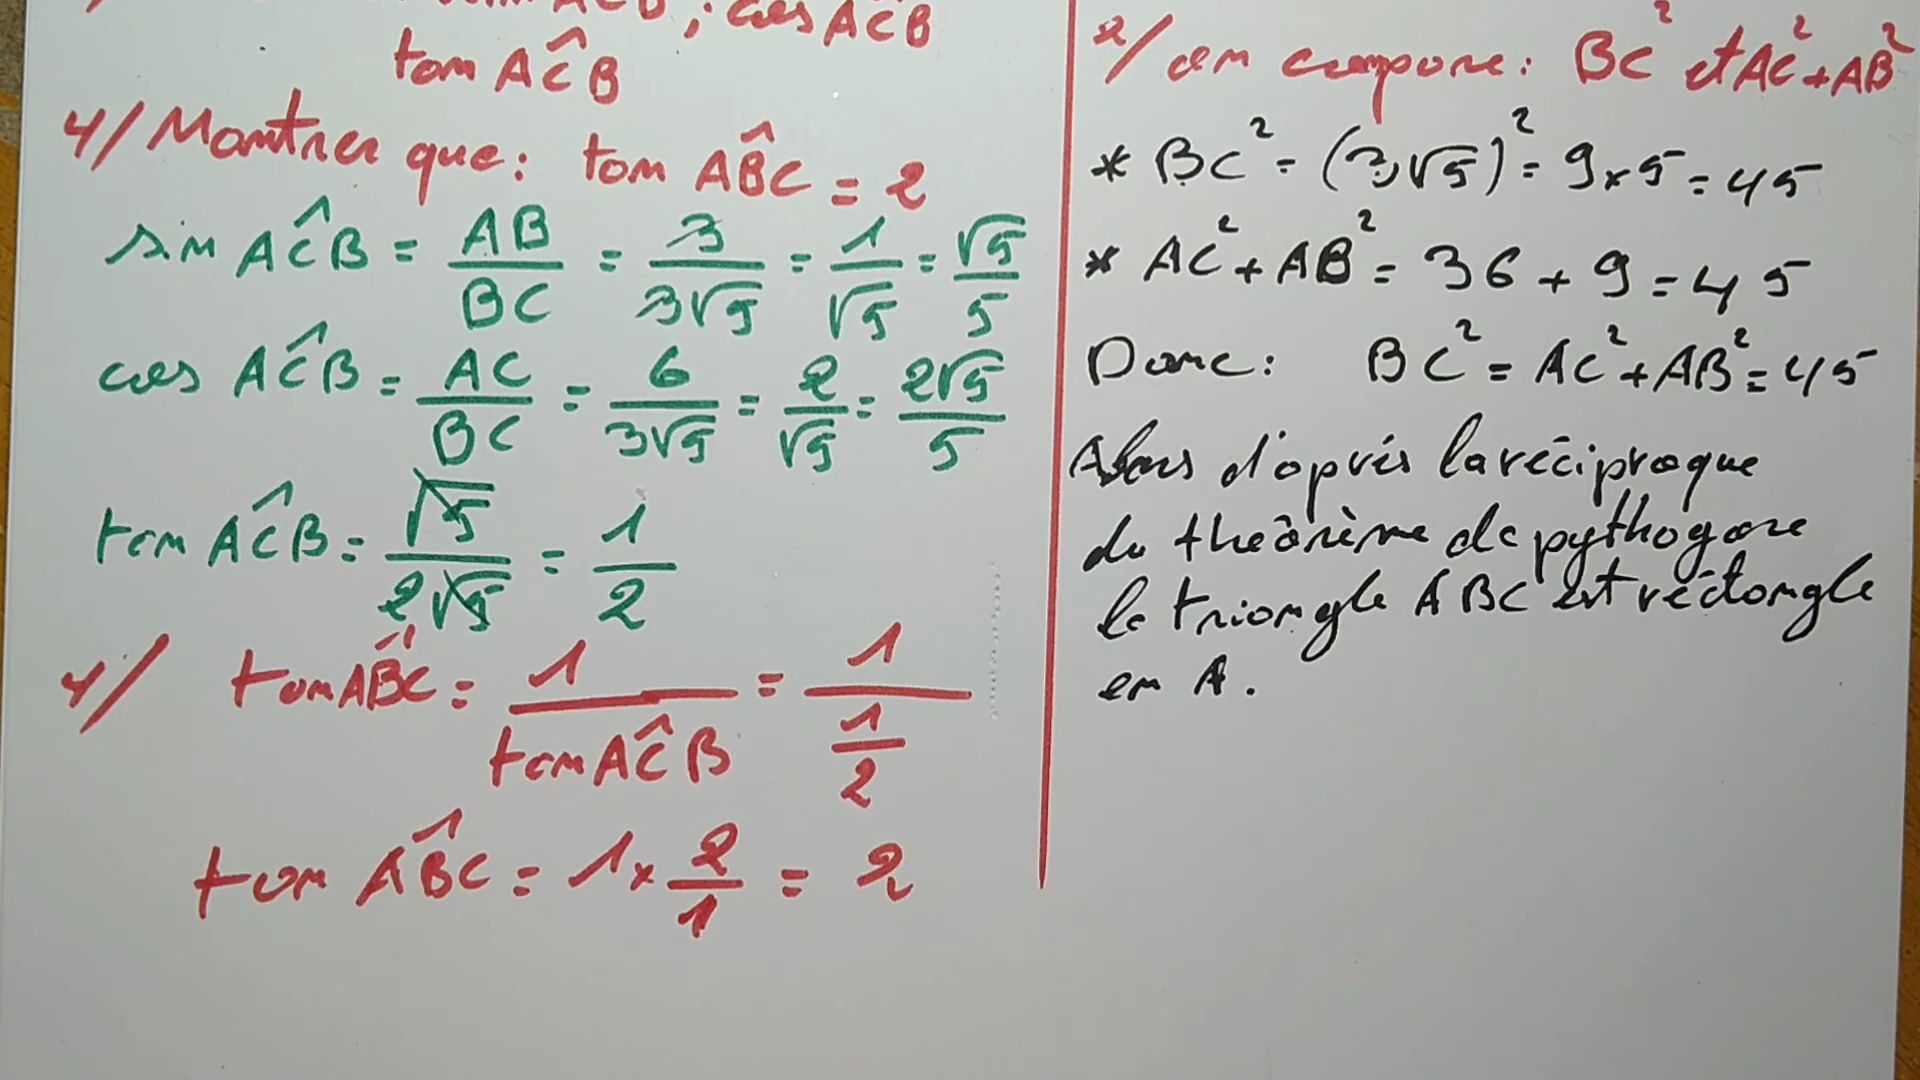 ; cos AĈB
tan AĈB
4/ Montrer que : tan AB̂C = 2
sin AĈB = AB/BC = 3/3√5 = 1/√5 = √5/5
cos AĈB = AC/BC = 6/3√5 = 2/√5 = 2√5/5
tan AĈB = √5/2√5 = 1/2
4/ tan AB̂C = 1/tan AĈB = 1/(1/2)
tan AB̂C = 1 × 2/1 = 2
2/ on compare : BC² et AC² + AB²
* BC² = (3√5)² = 9 × 5 = 45
* AC² + AB² = 36 + 9 = 45
Donc : BC² = AC² + AB² = 45
Alors d'aprés la réciproque
du théorème de pythagore
le triangle ABC est réctangle
en A.